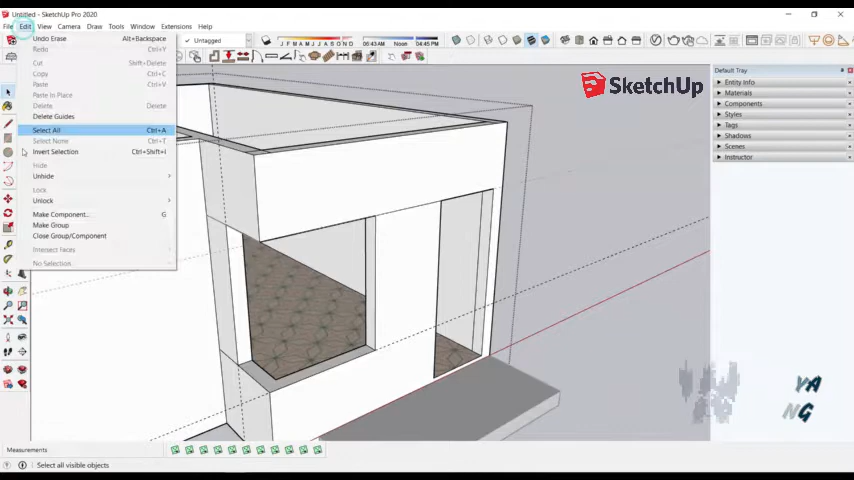 Untitled - SketchUp Pro 2020
File Edit View Camera Draw Tools Window Extensions Help
Undo Erase Alt+Backspace
Redo Ctrl+Y
Cut Shift+Delete
Copy Ctrl+C
Paste Ctrl+V
Paste In Place
Delete Delete
Delete Guides
Select All Ctrl+A
Select None Ctrl+T
Invert Selection Ctrl+Shift+I
Hide
Unhide
Lock
Unlock
Make Component... G
Make Group
Close Group/Component
Intersect Faces
No Selection
Untagged
J F M A M J J A S O N D
06:43 AM Noon 04:45 PM
SketchUp
Default Tray
Entity Info
Materials
Components
Styles
Tags
Shadows
Scenes
Instructor
YA
NG
Measurements
Select all visible objects